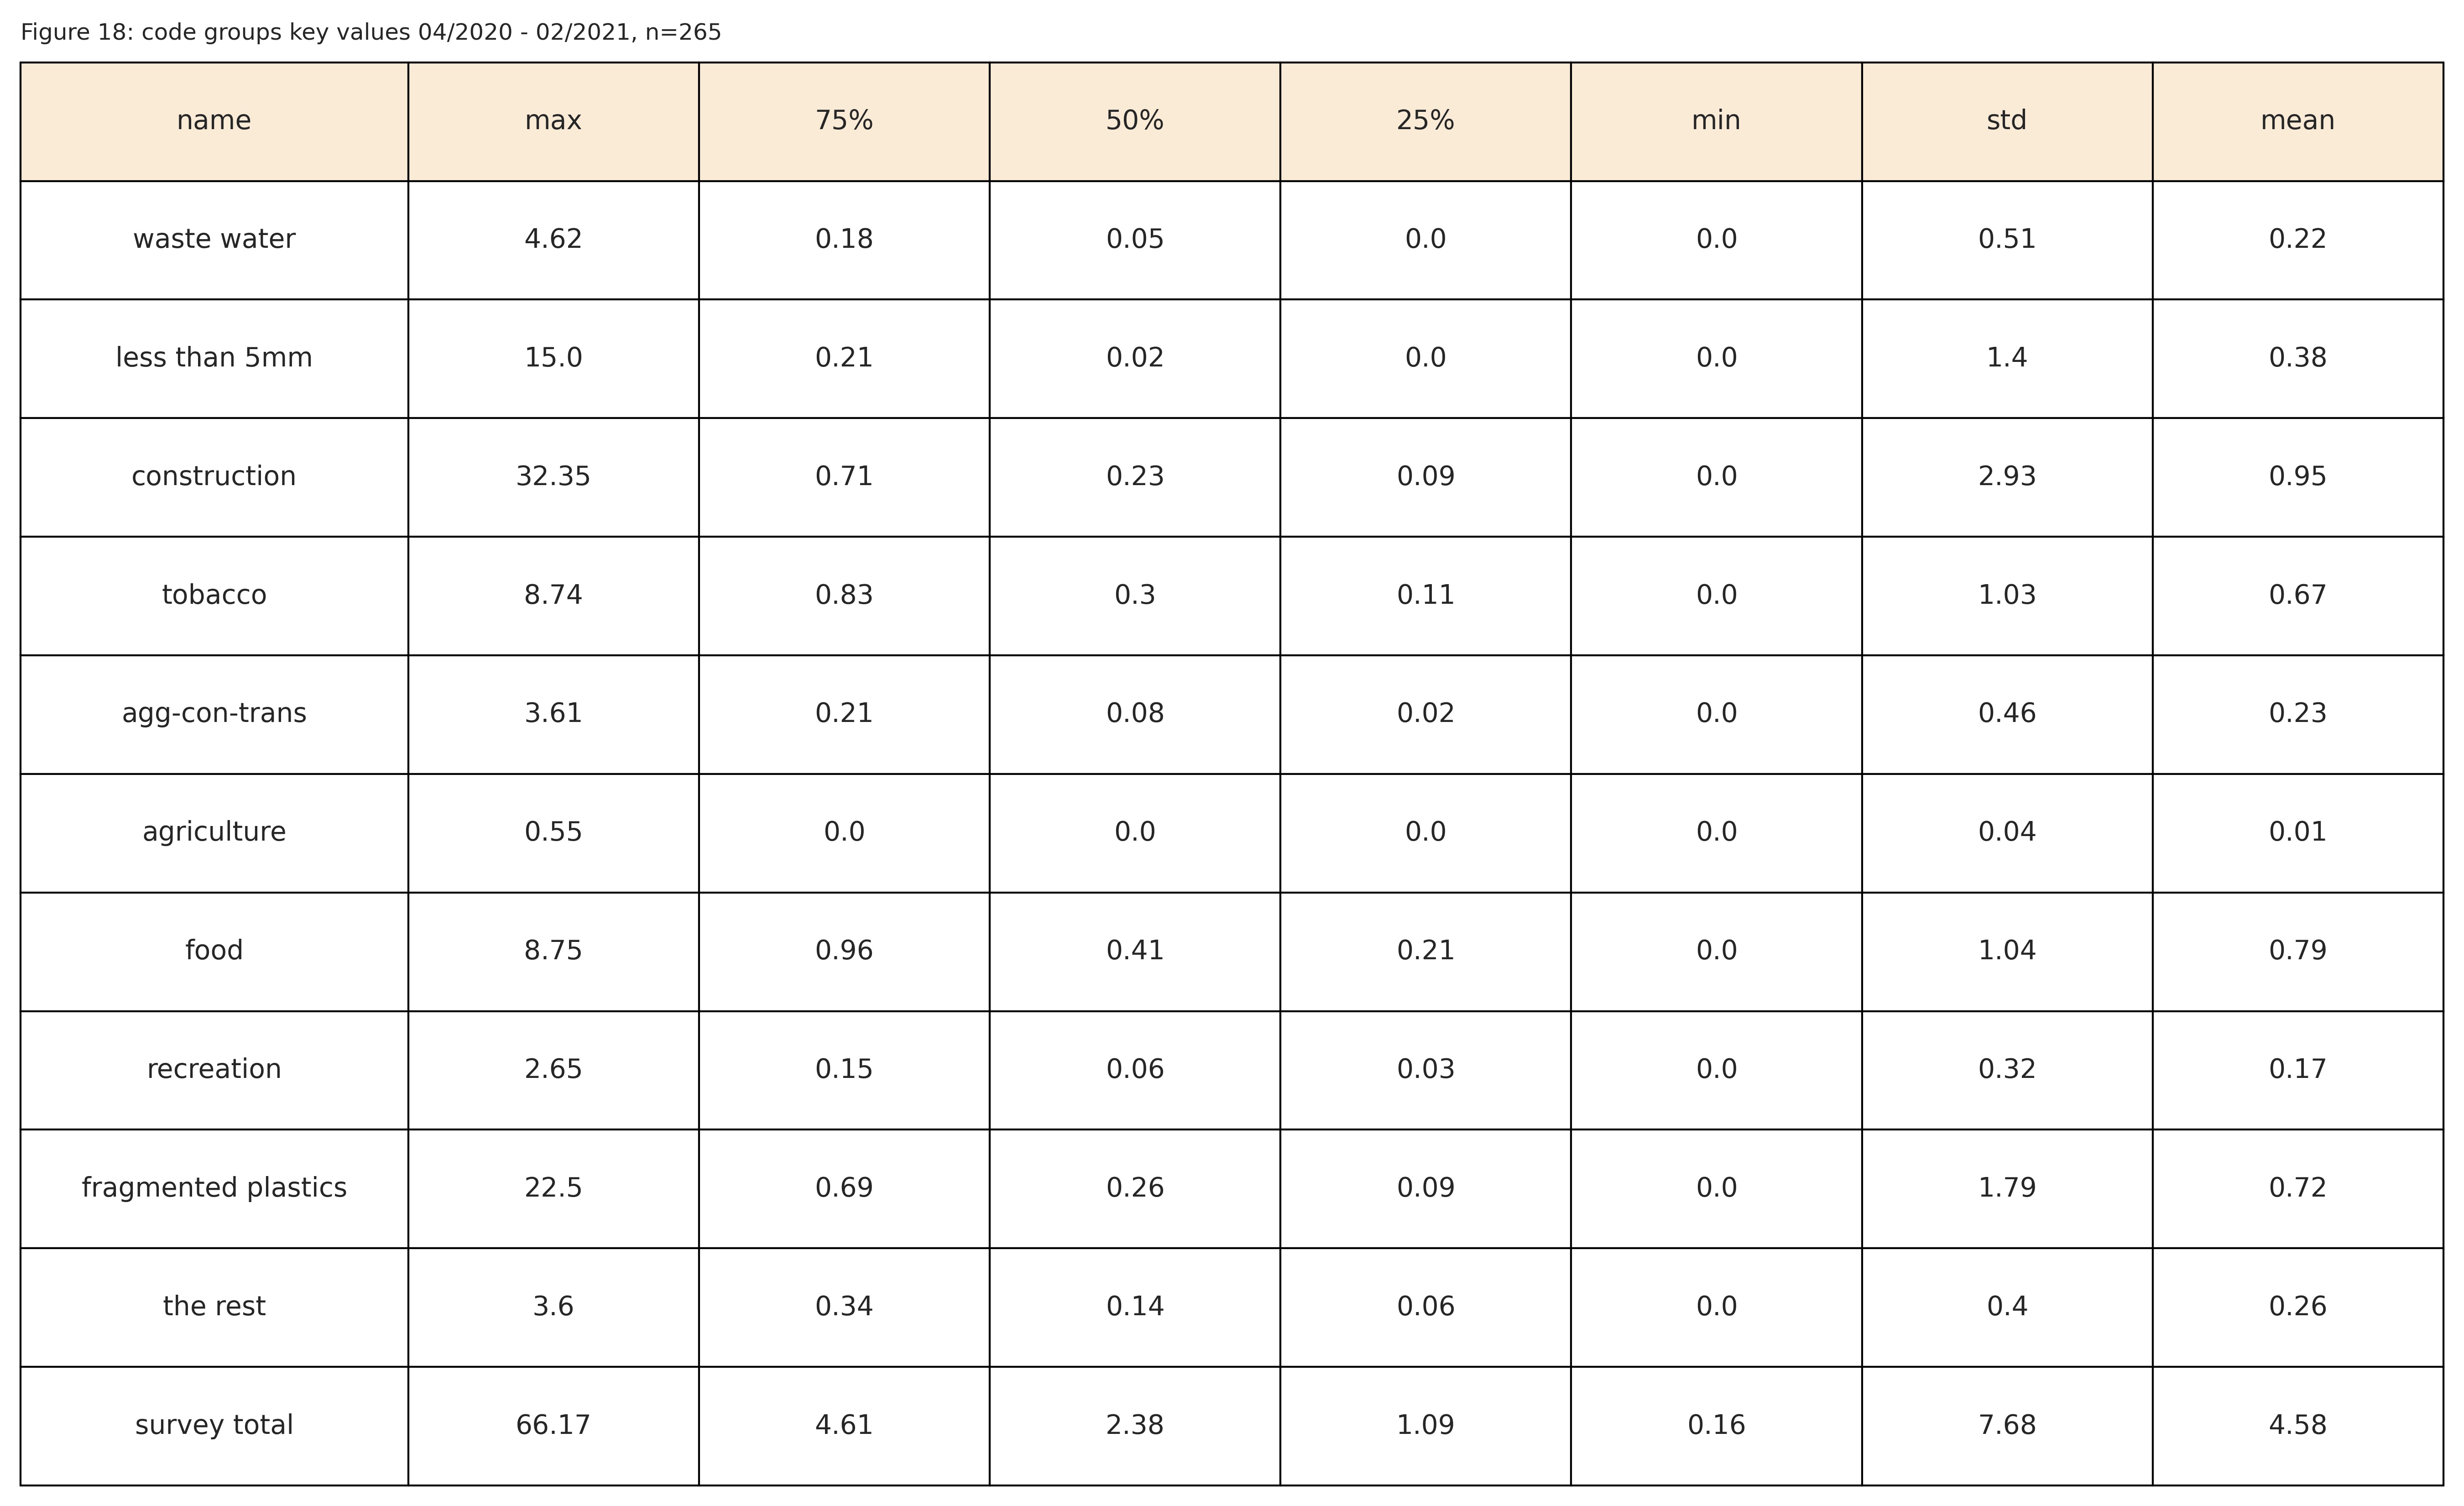 Figure 18: code groups key values 04/2020 - 02/2021, n=265
name max 75% 50% 25% min std mean
waste water 4.62 0.18 0.05 0.0 0.0 0.51 0.22
less than 5mm 15.0 0.21 0.02 0.0 0.0 1.4 0.38
construction 32.35 0.71 0.23 0.09 0.0 2.93 0.95
tobacco 8.74 0.83 0.3 0.11 0.0 1.03 0.67
agg-con-trans 3.61 0.21 0.08 0.02 0.0 0.46 0.23
agriculture 0.55 0.0 0.0 0.0 0.0 0.04 0.01
food 8.75 0.96 0.41 0.21 0.0 1.04 0.79
recreation 2.65 0.15 0.06 0.03 0.0 0.32 0.17
fragmented plastics 22.5 0.69 0.26 0.09 0.0 1.79 0.72
the rest 3.6 0.34 0.14 0.06 0.0 0.4 0.26
survey total 66.17 4.61 2.38 1.09 0.16 7.68 4.58